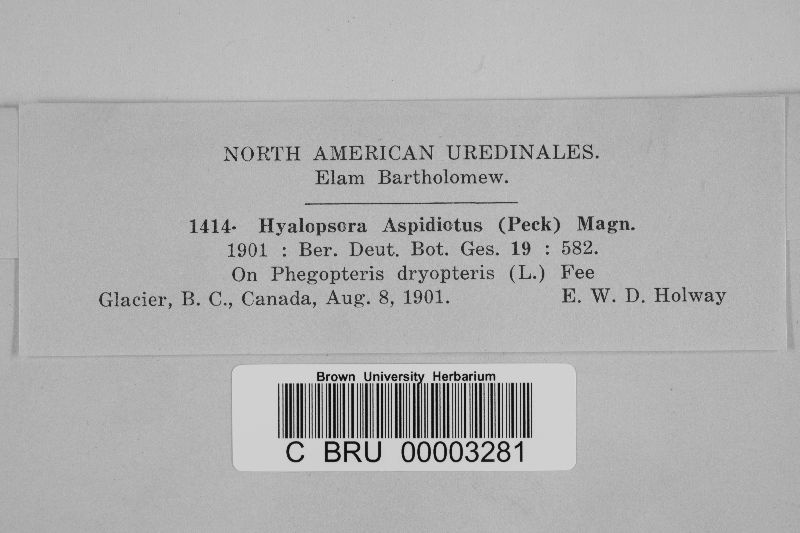 NORTH AMERICAN UREDINALES.
Elam Bartholomew.
1414· Hyalopsora Aspidiotus (Peck) Magn.
1901 : Ber. Deut. Bot. Ges. 19 : 582.
On Phegopteris dryopteris (L.) Fee
Glacier, B. C., Canada, Aug. 8, 1901. E. W. D. Holway
Brown University Herbarium
C BRU 00003281